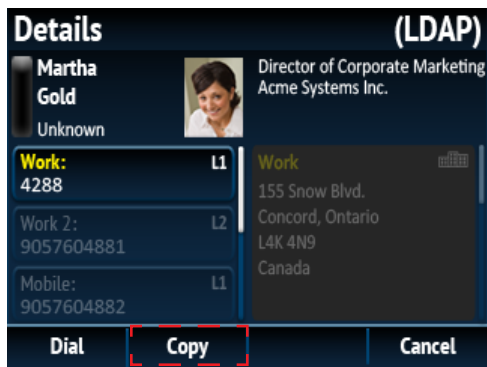 Details (LDAP)
Martha
Gold
Unknown
Director of Corporate Marketing
Acme Systems Inc.
Work: L1
4288
Work 2: L2
9057604881
Mobile: L1
9057604882
Work
155 Snow Blvd.
Concord, Ontario
L4K 4N9
Canada
Dial Copy Cancel